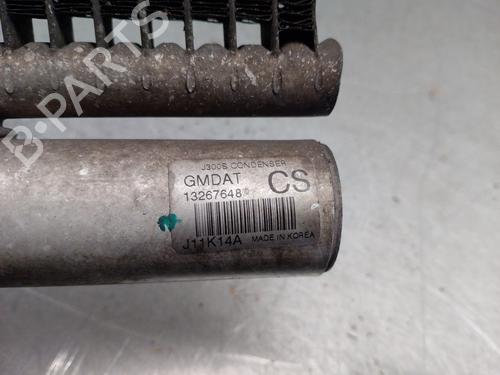 B-PARTS
J300S CONDENSER
GMDAT CS
13267648
J11K14A MADE IN KOREA